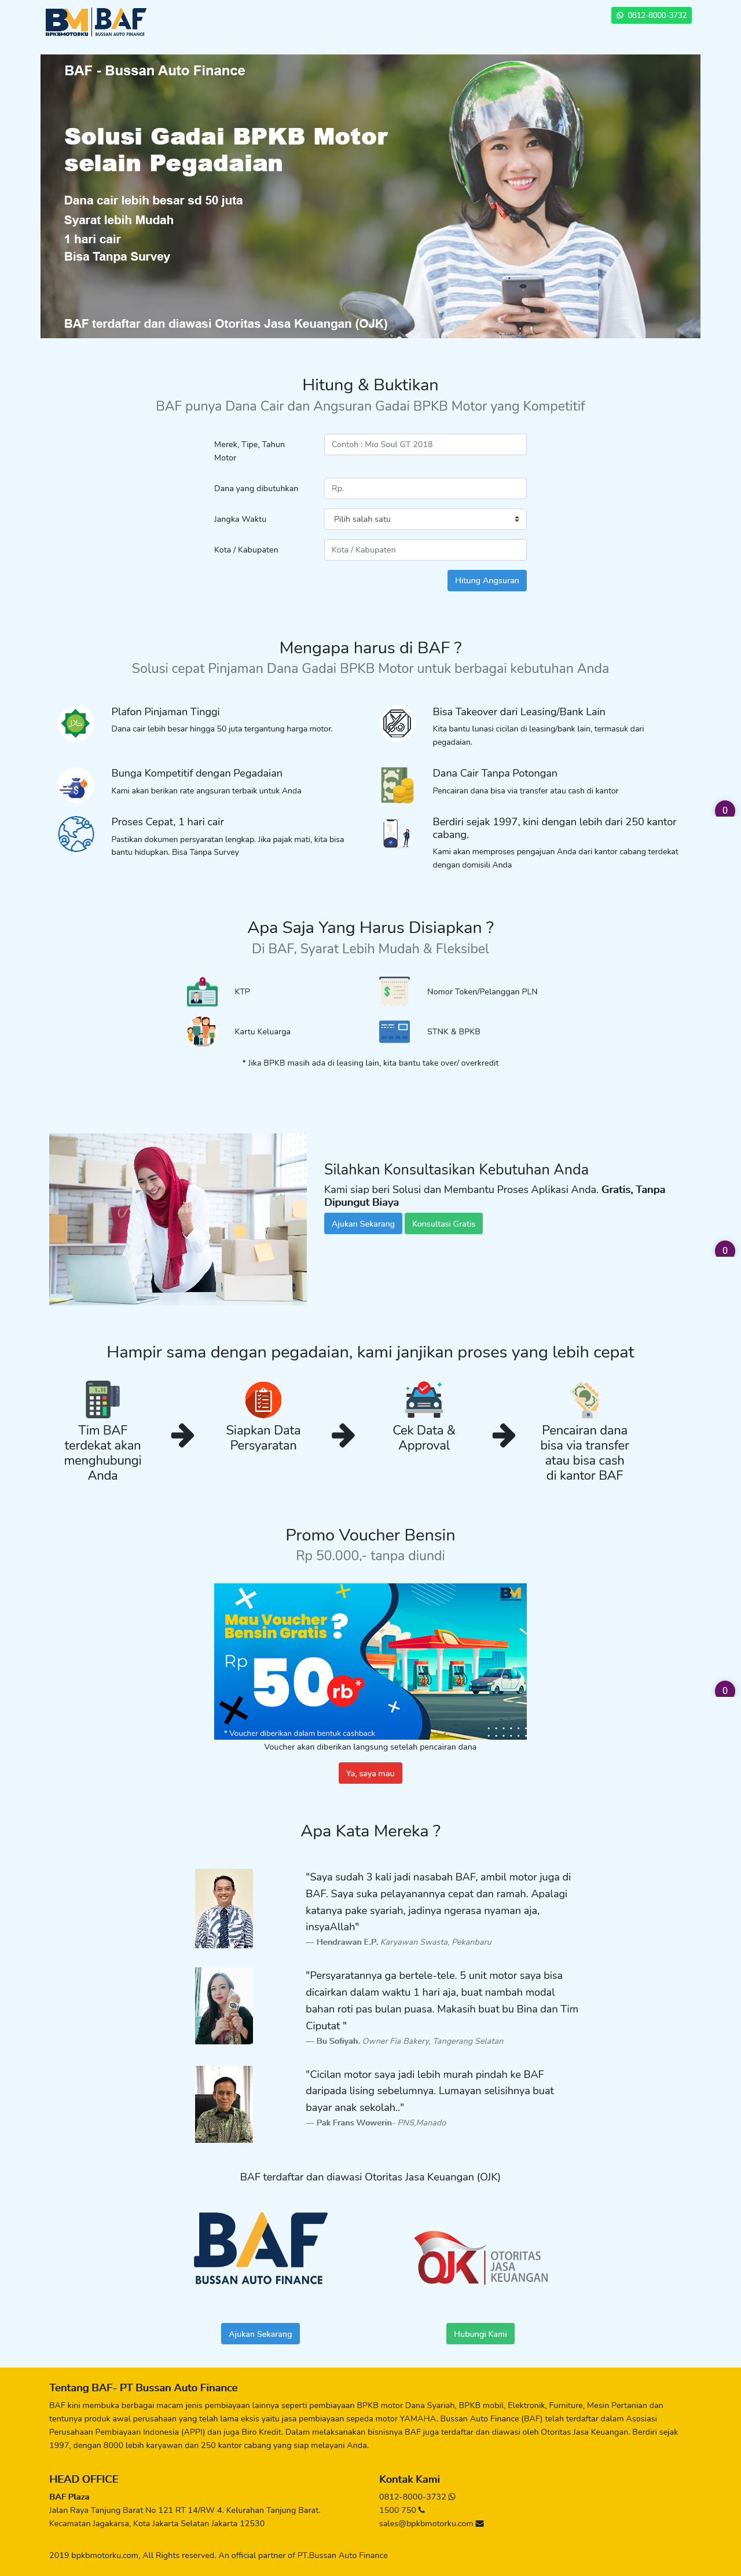 BM BAF
BPKBMOTORKU BUSSAN AUTO FINANCE
0812-8000-3732
BAF - Bussan Auto Finance
Solusi Gadai BPKB Motor
selain Pegadaian
Dana cair lebih besar sd 50 juta
Syarat lebih Mudah
1 hari cair
Bisa Tanpa Survey
BAF terdaftar dan diawasi Otoritas Jasa Keuangan (OJK)
Hitung & Buktikan
BAF punya Dana Cair dan Angsuran Gadai BPKB Motor yang Kompetitif
Merek, Tipe, Tahun
Motor
Contoh : Mio Soul GT 2018
Dana yang dibutuhkan
Rp.
Jangka Waktu
Pilih salah satu
Kota / Kabupaten
Kota / Kabupaten
Hitung Angsuran
Mengapa harus di BAF ?
Solusi cepat Pinjaman Dana Gadai BPKB Motor untuk berbagai kebutuhan Anda
Plafon Pinjaman Tinggi
Dana cair lebih besar hingga 50 juta tergantung harga motor.
Bisa Takeover dari Leasing/Bank Lain
Kita bantu lunasi cicilan di leasing/bank lain, termasuk dari
pegadaian.
Bunga Kompetitif dengan Pegadaian
Kami akan berikan rate angsuran terbaik untuk Anda
Dana Cair Tanpa Potongan
Pencairan dana bisa via transfer atau cash di kantor
0
Proses Cepat, 1 hari cair
Pastikan dokumen persyaratan lengkap. Jika pajak mati, kita bisa
bantu hidupkan. Bisa Tanpa Survey
Berdiri sejak 1997, kini dengan lebih dari 250 kantor
cabang.
Kami akan memproses pengajuan Anda dari kantor cabang terdekat
dengan domisili Anda
Apa Saja Yang Harus Disiapkan ?
Di BAF, Syarat Lebih Mudah & Fleksibel
KTP
Nomor Token/Pelanggan PLN
Kartu Keluarga
STNK & BPKB
* Jika BPKB masih ada di leasing lain, kita bantu take over/ overkredit
Silahkan Konsultasikan Kebutuhan Anda
Kami siap beri Solusi dan Membantu Proses Aplikasi Anda. Gratis, Tanpa
Dipungut Biaya
Ajukan Sekarang
Konsultasi Gratis
0
Hampir sama dengan pegadaian, kami janjikan proses yang lebih cepat
Tim BAF
terdekat akan
menghubungi
Anda
Siapkan Data
Persyaratan
Cek Data &
Approval
Pencairan dana
bisa via transfer
atau bisa cash
di kantor BAF
Promo Voucher Bensin
Rp 50.000,- tanpa diundi
BM
Mau Voucher
Bensin Gratis ?
Rp
50 rb*
* Voucher diberikan dalam bentuk cashback
0
Voucher akan diberikan langsung setelah pencairan dana
Ya, saya mau
Apa Kata Mereka ?
"Saya sudah 3 kali jadi nasabah BAF, ambil motor juga di
BAF. Saya suka pelayanannya cepat dan ramah. Apalagi
katanya pake syariah, jadinya ngerasa nyaman aja,
insyaAllah"
— Hendrawan E.P. Karyawan Swasta, Pekanbaru
"Persyaratannya ga bertele-tele. 5 unit motor saya bisa
dicairkan dalam waktu 1 hari aja, buat nambah modal
bahan roti pas bulan puasa. Makasih buat bu Bina dan Tim
Ciputat "
— Bu Sofiyah. Owner Fia Bakery, Tangerang Selatan
"Cicilan motor saya jadi lebih murah pindah ke BAF
daripada lising sebelumnya. Lumayan selisihnya buat
bayar anak sekolah.."
— Pak Frans Wowerin- PNS,Manado
BAF terdaftar dan diawasi Otoritas Jasa Keuangan (OJK)
BAF
BUSSAN AUTO FINANCE
OJK
OTORITAS
JASA
KEUANGAN
Ajukan Sekarang
Hubungi Kami
Tentang BAF- PT Bussan Auto Finance
BAF kini membuka berbagai macam jenis pembiayaan lainnya seperti pembiayaan BPKB motor Dana Syariah, BPKB mobil, Elektronik, Furniture, Mesin Pertanian dan
tentunya produk awal perusahaan yang telah lama eksis yaitu jasa pembiayaan sepeda motor YAMAHA. Bussan Auto Finance (BAF) telah terdaftar dalam Asosiasi
Perusahaan Pembiayaan Indonesia (APPI) dan juga Biro Kredit. Dalam melaksanakan bisnisnya BAF juga terdaftar dan diawasi oleh Otoritas Jasa Keuangan. Berdiri sejak
1997, dengan 8000 lebih karyawan dan 250 kantor cabang yang siap melayani Anda.
HEAD OFFICE
BAF Plaza
Jalan Raya Tanjung Barat No 121 RT 14/RW 4. Kelurahan Tanjung Barat.
Kecamatan Jagakarsa, Kota Jakarta Selatan Jakarta 12530
Kontak Kami
0812-8000-3732
1500 750
sales@bpkbmotorku.com
2019 bpkbmotorku.com, All Rights reserved. An official partner of PT.Bussan Auto Finance